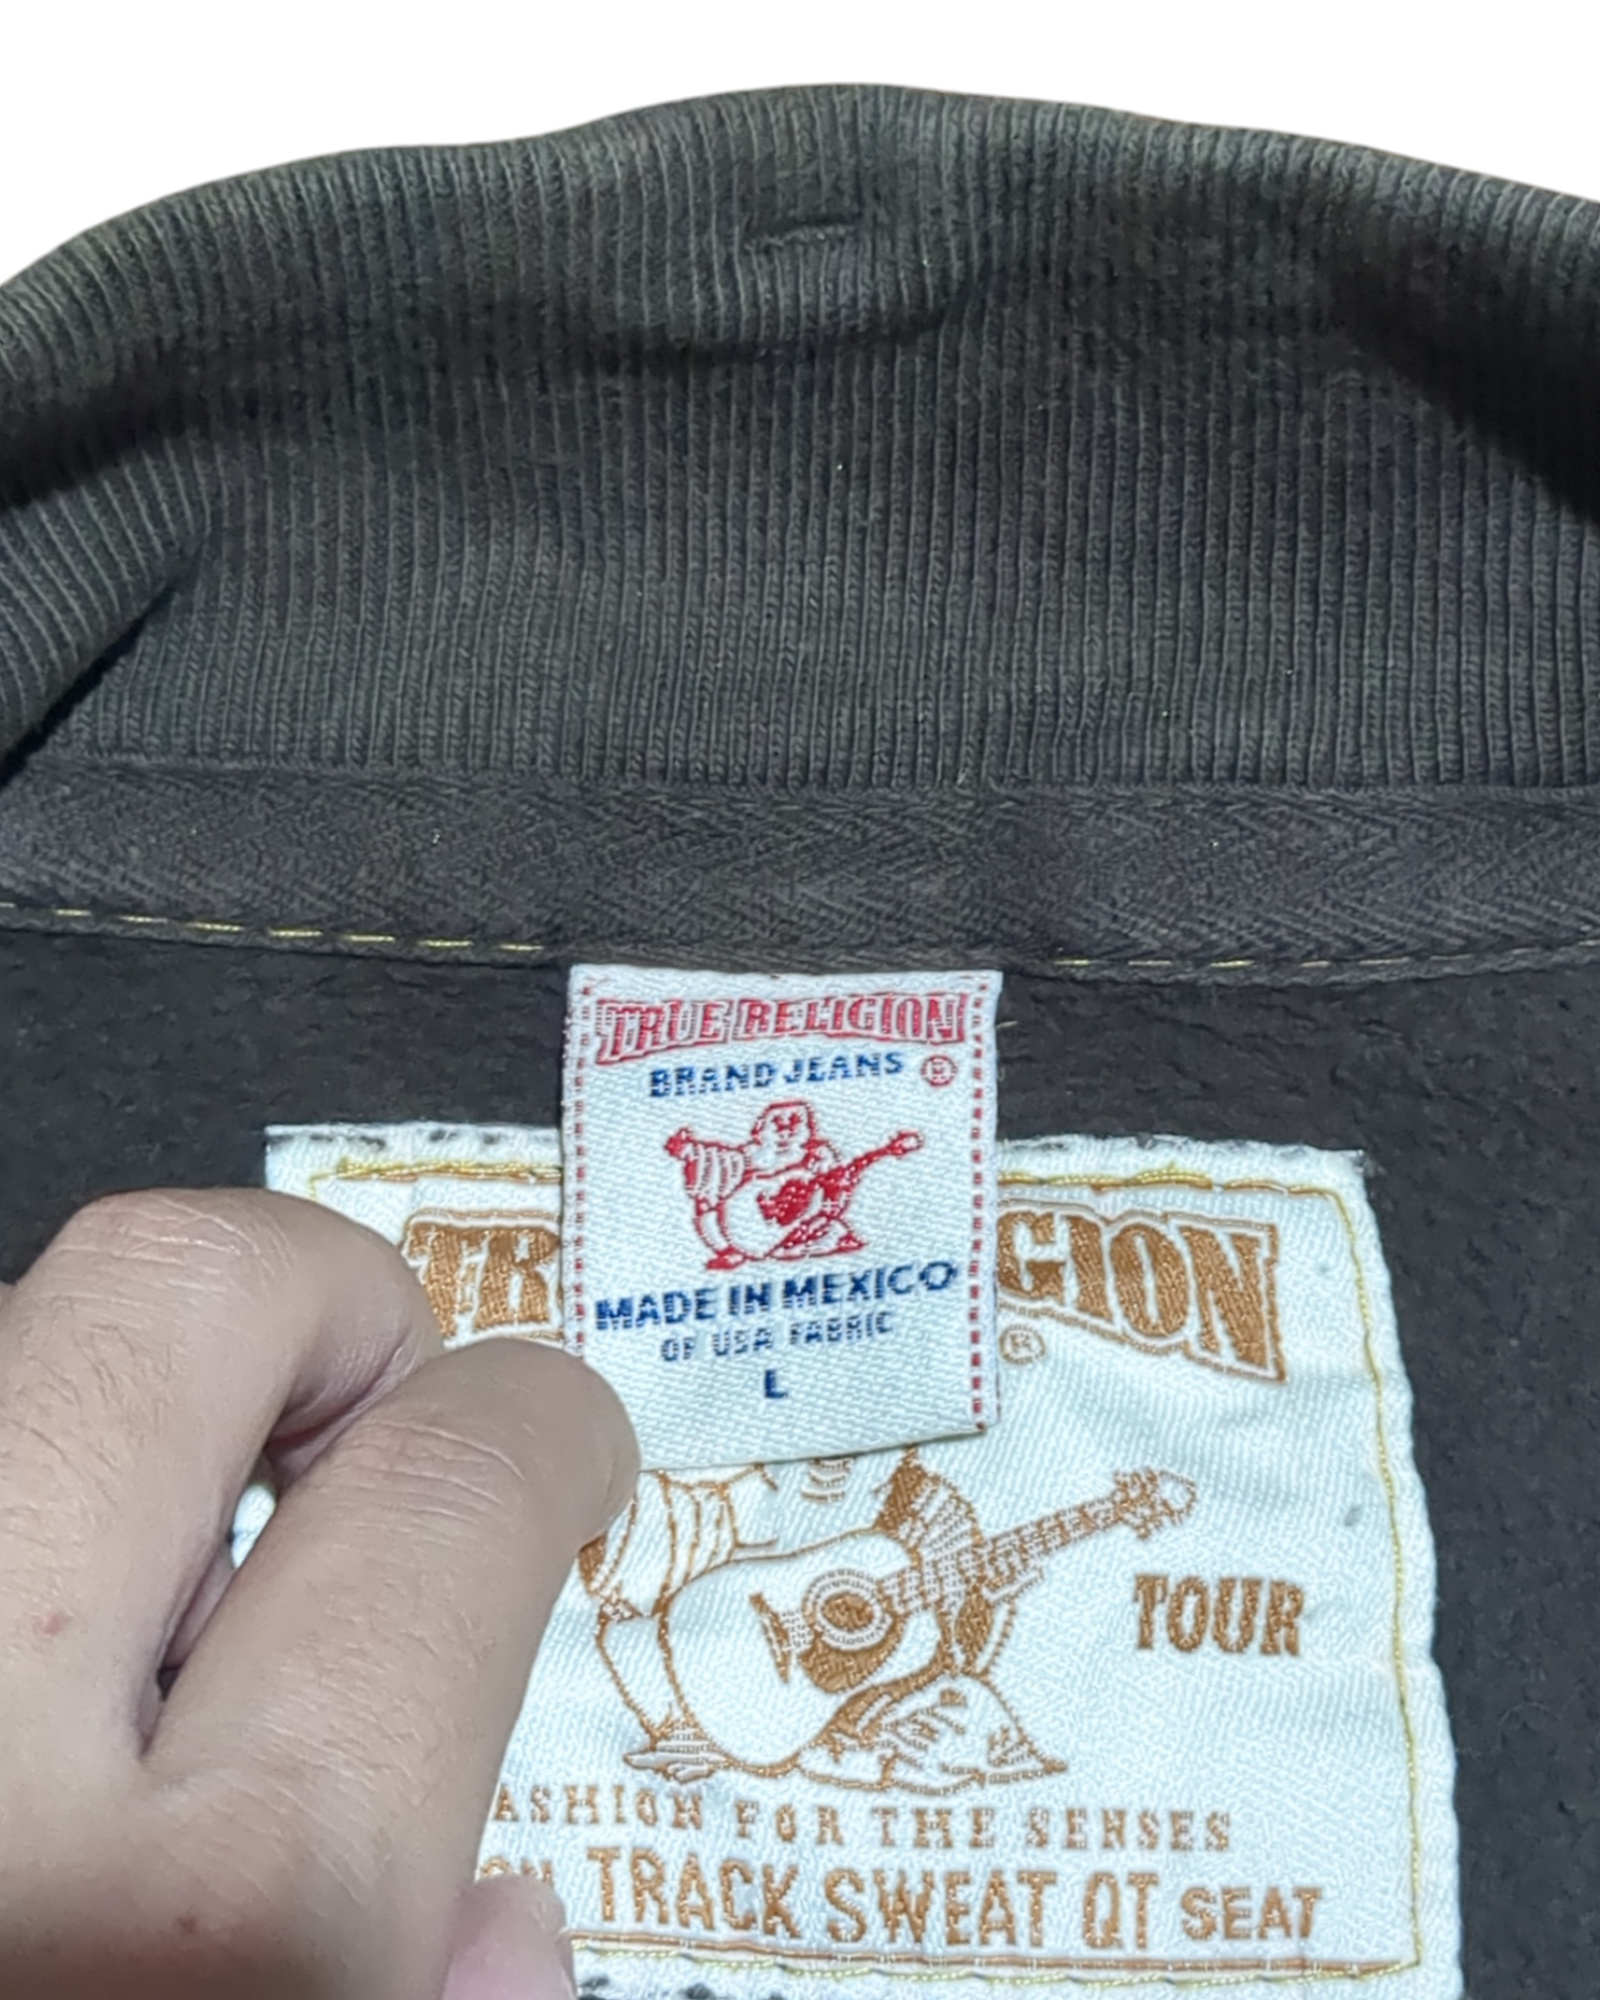 TRUE RELIGION
BRAND JEANS ®
MADE IN MEXICO
OF USA FABRIC
L
TR GION
®
TOUR
ASHION FOR THE SENSES
TRACK SWEAT QT SEAT